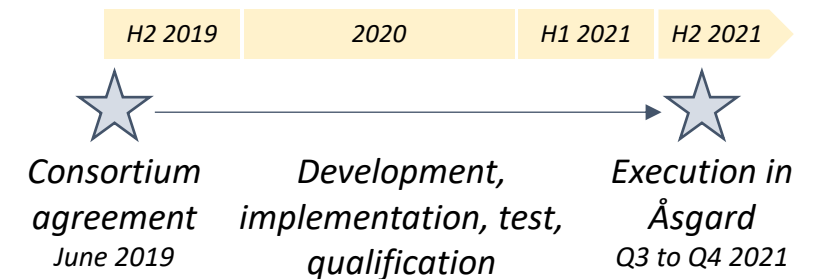 H2 2019 2020 H1 2021 H2 2021
Consortium
agreement
June 2019
Development,
implementation, test,
qualification
Execution in
Åsgard
Q3 to Q4 2021